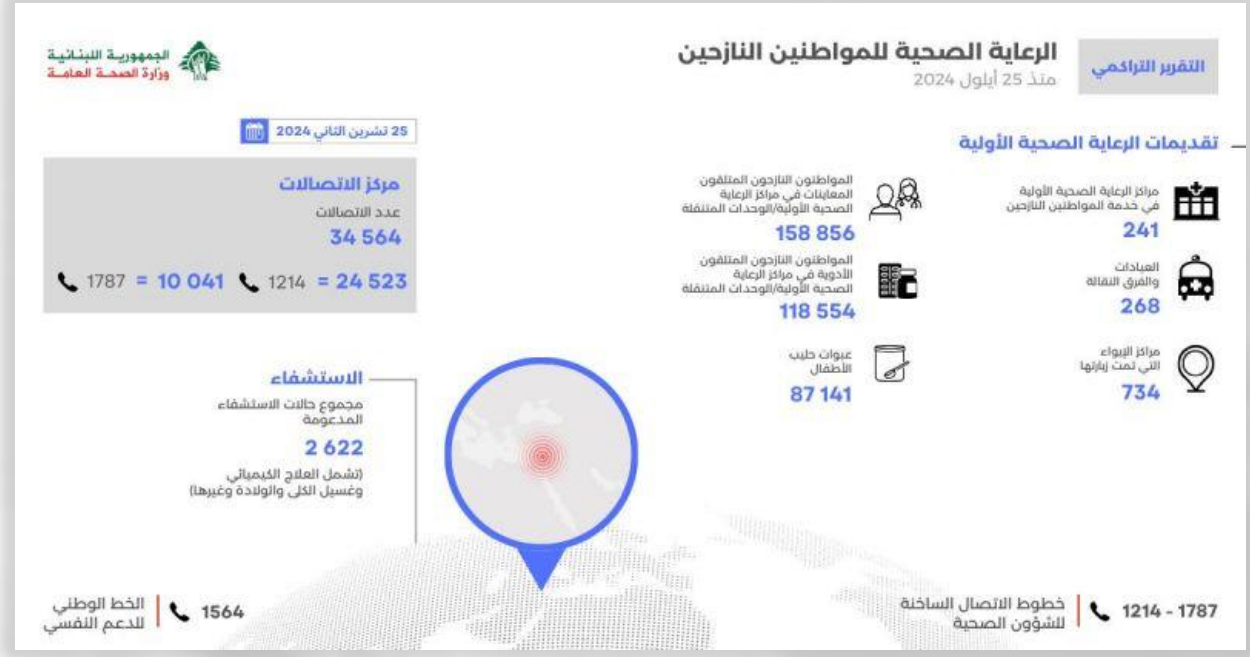 التقرير التراكمي
الرعاية الصحية للمواطنين النازحين
منذ 25 أيلول 2024
الجمهورية اللبنانية
وزارة الصحة العامة
تقديمات الرعاية الصحية الأولية
مراكز الرعاية الصحية الأولية
في خدمة المواطنين النازحين
241
العيادات
والفرق النقالة
268
مراكز الإيواء
التي تمت زيارتها
734
المواطنون النازحون المتلقون
المعاينات في مراكز الرعاية
الصحية الأولية/الوحدات المتنقلة
158 856
المواطنون النازحون المتلقون
الأدوية في مراكز الرعاية
الصحية الأولية/الوحدات المتنقلة
118 554
عبوات حليب
الأطفال
87 141
25 تشرين الثاني 2024
مركز الاتصالات
عدد الاتصالات
34 564
1787 = 10 041 1214 = 24 523
الاستشفاء
مجموع حالات الاستشفاء
المدعومة
2 622
(تشمل العلاج الكيميائي
وغسيل الكلى والولادة وغيرها)
1214 - 1787
خطوط الاتصال الساخنة
للشؤون الصحية
1564
الخط الوطني
للدعم النفسي